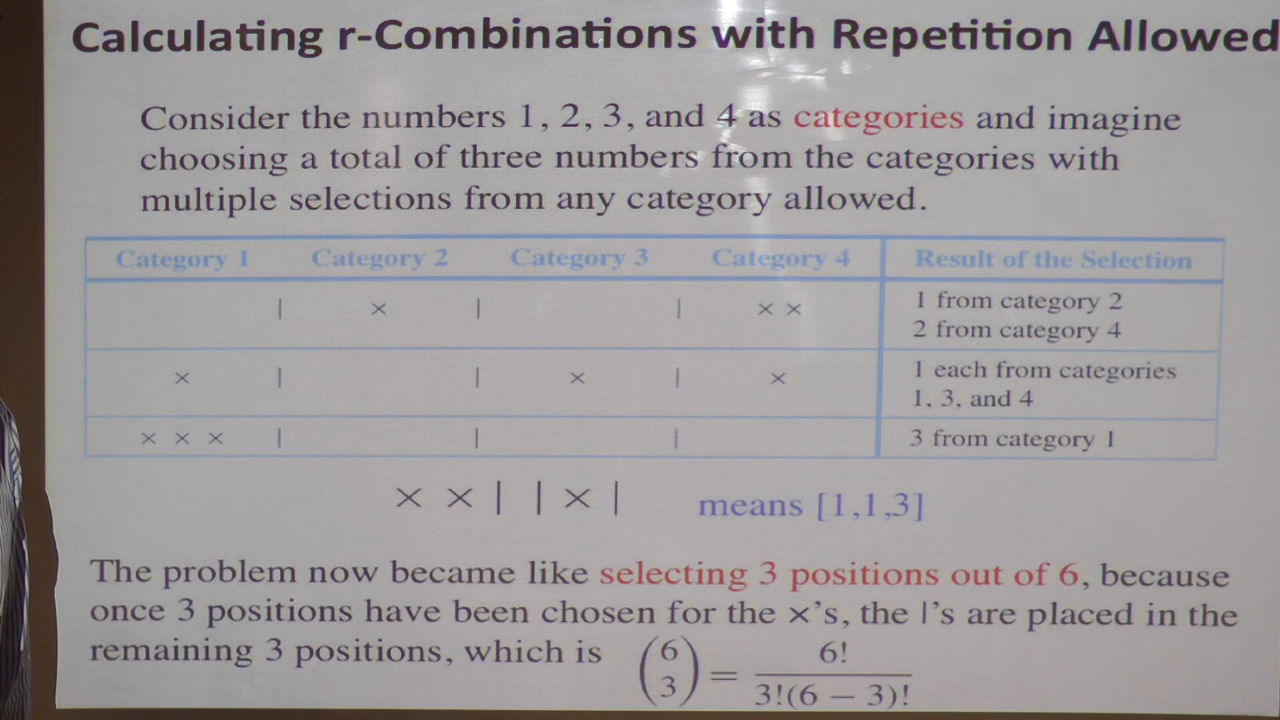 Calculating r-Combinations with Repetition Allowed
Consider the numbers 1, 2, 3, and 4 as categories and imagine
choosing a total of three numbers from the categories with
multiple selections from any category allowed.
Category 1 Category 2 Category 3 Category 4 Result of the Selection
| × | | × × 1 from category 2
2 from category 4
× | | × | × 1 each from categories
1, 3, and 4
× × × | | | 3 from category 1
× × | | × | means [1,1,3]
The problem now became like selecting 3 positions out of 6, because
once 3 positions have been chosen for the ×'s, the |'s are placed in the
remaining 3 positions, which is (6 3) = 6! / 3!(6 − 3)!